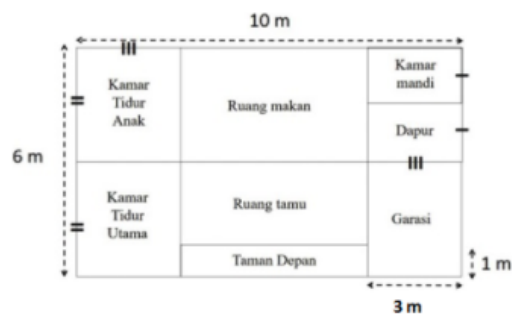 10 m
Kamar
Tidur
Anak
Ruang makan
Kamar
mandi
Dapur
6 m
Kamar
Tidur
Utama
Ruang tamu
Garasi
Taman Depan
1 m
3 m